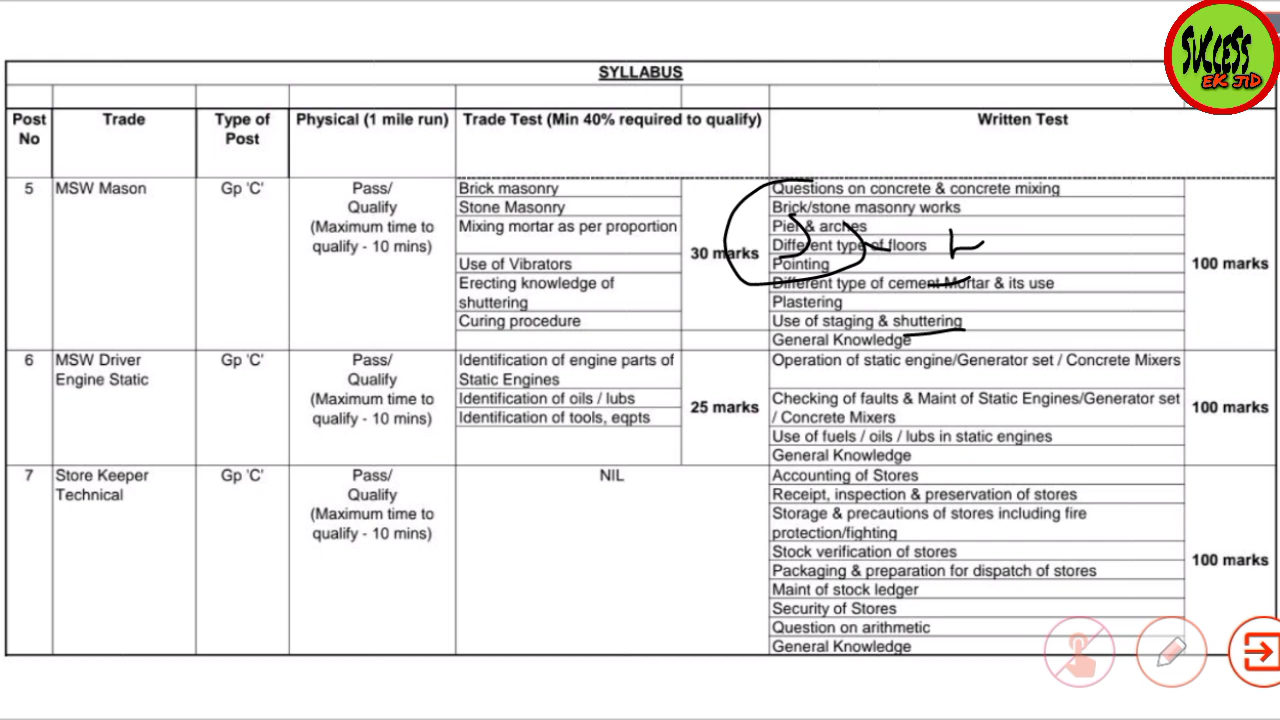 SUCCESS
EK JID
SYLLABUS
Post No
Trade
Type of Post
Physical (1 mile run)
Trade Test (Min 40% required to qualify)
Written Test
5
MSW Mason
Gp 'C'
Pass/
Qualify
(Maximum time to
qualify - 10 mins)
Brick masonry
Stone Masonry
Mixing mortar as per proportion
Use of Vibrators
Erecting knowledge of
shuttering
Curing procedure
30 marks
Questions on concrete & concrete mixing
Brick/stone masonry works
Pier & arches
Different type of floors
Pointing
Different type of cement Mortar & its use
Plastering
Use of staging & shuttering
General Knowledge
100 marks
6
MSW Driver
Engine Static
Gp 'C'
Pass/
Qualify
(Maximum time to
qualify - 10 mins)
Identification of engine parts of
Static Engines
Identification of oils / lubs
Identification of tools, eqpts
25 marks
Operation of static engine/Generator set / Concrete Mixers
Checking of faults & Maint of Static Engines/Generator set
/ Concrete Mixers
Use of fuels / oils / lubs in static engines
General Knowledge
100 marks
7
Store Keeper
Technical
Gp 'C'
Pass/
Qualify
(Maximum time to
qualify - 10 mins)
NIL
Accounting of Stores
Receipt, inspection & preservation of stores
Storage & precautions of stores including fire
protection/fighting
Stock verification of stores
Packaging & preparation for dispatch of stores
Maint of stock ledger
Security of Stores
Question on arithmetic
General Knowledge
100 marks